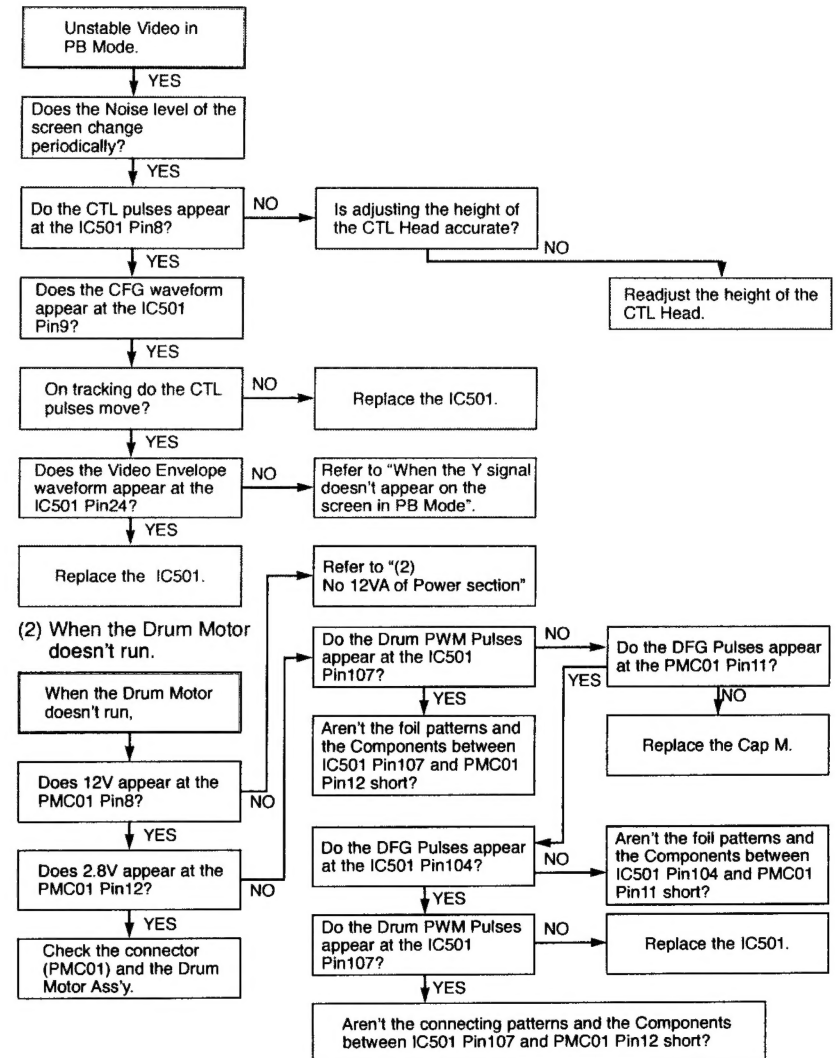 Unstable Video in
PB Mode.
YES
Does the Noise level of the
screen change
periodically?
YES
Do the CTL pulses appear
at the IC501 Pin8?
NO
Is adjusting the height of
the CTL Head accurate?
NO
Readjust the height of the
CTL Head.
YES
Does the CFG waveform
appear at the IC501
Pin9?
YES
On tracking do the CTL
pulses move?
NO
Replace the IC501.
YES
Does the Video Envelope
waveform appear at the
IC501 Pin24?
NO
Refer to "When the Y signal
doesn't appear on the
screen in PB Mode".
YES
Replace the IC501.
(2) When the Drum Motor
doesn't run.
When the Drum Motor
doesn't run,
Does 12V appear at the
PMC01 Pin8?
NO
Refer to "(2)
No 12VA of Power section"
YES
Does 2.8V appear at the
PMC01 Pin12?
NO
YES
Check the connector
(PMC01) and the Drum
Motor Ass'y.
Do the Drum PWM Pulses
appear at the IC501
Pin107?
NO
YES
Aren't the foil patterns and
the Components between
IC501 Pin107 and PMC01
Pin12 short?
Do the DFG Pulses appear
at the PMC01 Pin11?
YES
NO
Replace the Cap M.
Do the DFG Pulses appear
at the IC501 Pin104?
NO
Aren't the foil patterns and
the Components between
IC501 Pin104 and PMC01
Pin11 short?
YES
Do the Drum PWM Pulses
appear at the IC501
Pin107?
NO
Replace the IC501.
YES
Aren't the connecting patterns and the Components
between IC501 Pin107 and PMC01 Pin12 short?